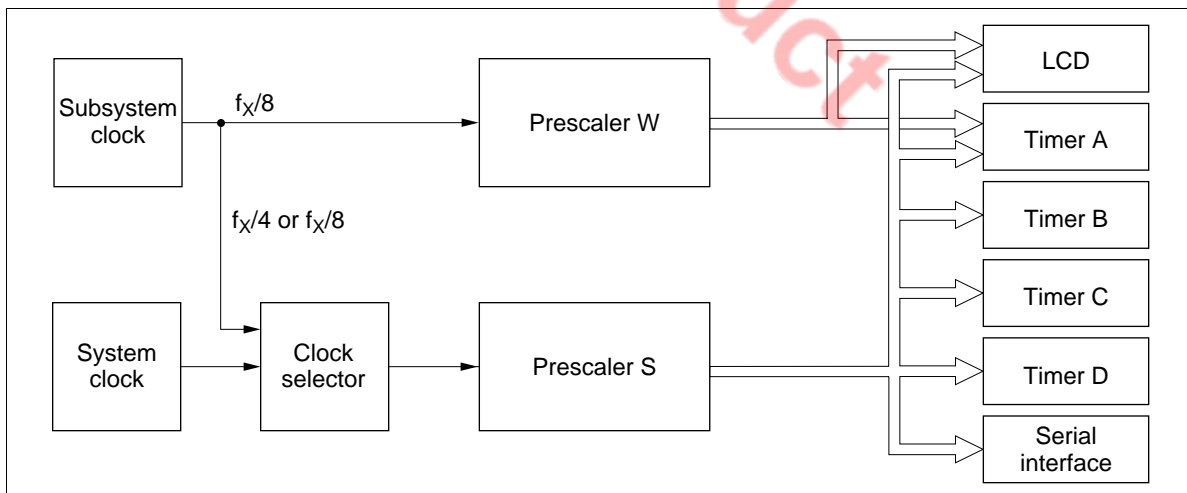 uct
Subsystem
clock
fX/8
Prescaler W
fX/4 or fX/8
System
clock
Clock
selector
Prescaler S
LCD
Timer A
Timer B
Timer C
Timer D
Serial
interface